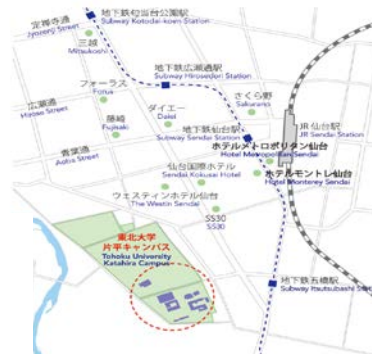 地下鉄勾当台公園駅
Subway Kotodai-koen Station
定禅寺通
Jyozenji Street
三越
Mitsukoshi
地下鉄広瀬通駅
Subway Hirosedori Station
フォーラス
Forus
さくら野
Sakurano
広瀬通
Hirose Street
ダイエー
Daiei
藤崎
Fujisaki
地下鉄仙台駅
Subway Sendai Station
JR仙台駅
JR Sendai Station
青葉通
Aoba Street
ホテルメトロポリタン仙台
Hotel Metropolitan Sendai
仙台国際ホテル
Sendai Kokusai Hotel
ホテルモントレ仙台
Hotel Monterey Sendai
ウェスティンホテル仙台
The Westin Sendai
SS30
SS30
東北大学
片平キャンパス
Tohoku University
Katahira Campus
地下鉄五橋駅
Subway Itsutsubashi Station